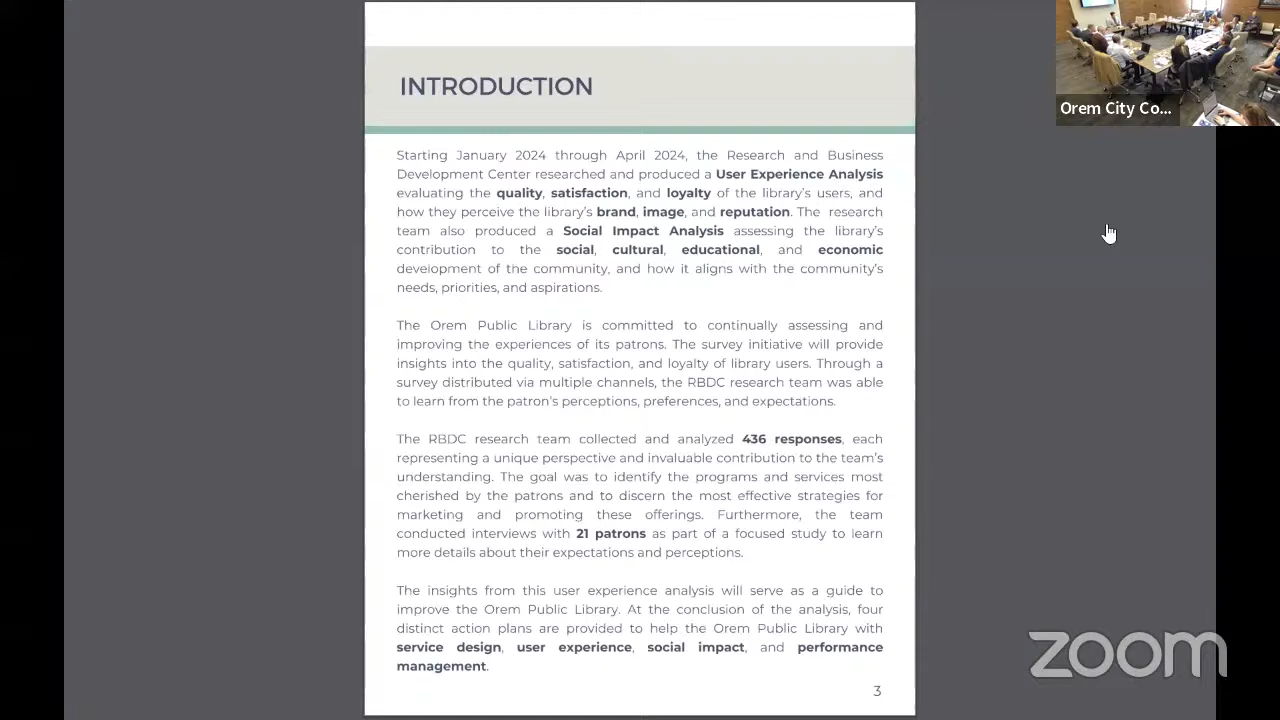 INTRODUCTION
Starting January 2024 through April 2024, the Research and Business
Development Center researched and produced a User Experience Analysis
evaluating the quality, satisfaction, and loyalty of the library's users, and
how they perceive the library's brand, image, and reputation. The research
team also produced a Social Impact Analysis assessing the library's
contribution to the social, cultural, educational, and economic
development of the community, and how it aligns with the community's
needs, priorities, and aspirations.
The Orem Public Library is committed to continually assessing and
improving the experiences of its patrons. The survey initiative will provide
insights into the quality, satisfaction, and loyalty of library users. Through a
survey distributed via multiple channels, the RBDC research team was able
to learn from the patron's perceptions, preferences, and expectations.
The RBDC research team collected and analyzed 436 responses, each
representing a unique perspective and invaluable contribution to the team's
understanding. The goal was to identify the programs and services most
cherished by the patrons and to discern the most effective strategies for
marketing and promoting these offerings. Furthermore, the team
conducted interviews with 21 patrons as part of a focused study to learn
more details about their expectations and perceptions.
The insights from this user experience analysis will serve as a guide to
improve the Orem Public Library. At the conclusion of the analysis, four
distinct action plans are provided to help the Orem Public Library with
service design, user experience, social impact, and performance
management.
3
Orem City Co...
zoom